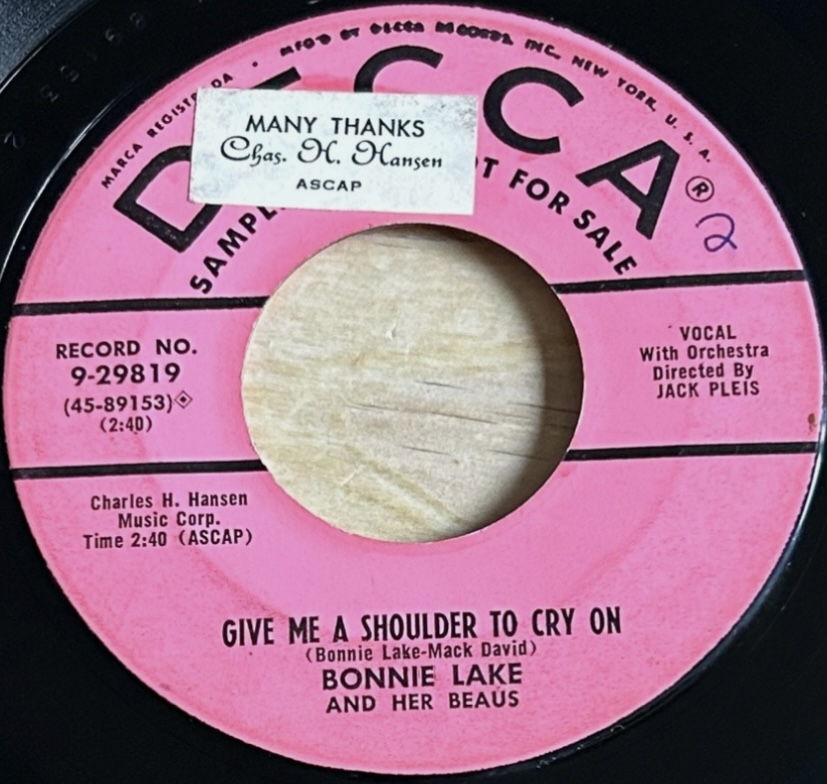 MARCA REGISTRADA • MFG'D BY DECCA RECORDS, INC., NEW YORK, U. S. A.
DECCA®
MANY THANKS
Chas. H. Hansen
ASCAP
SAMPL T FOR SALE
2
RECORD NO.
9-29819
(45-89153)
(2:40)
VOCAL
With Orchestra
Directed By
JACK PLEIS
Charles H. Hansen
Music Corp.
Time 2:40 (ASCAP)
GIVE ME A SHOULDER TO CRY ON
(Bonnie Lake-Mack David)
BONNIE LAKE
AND HER BEAUS